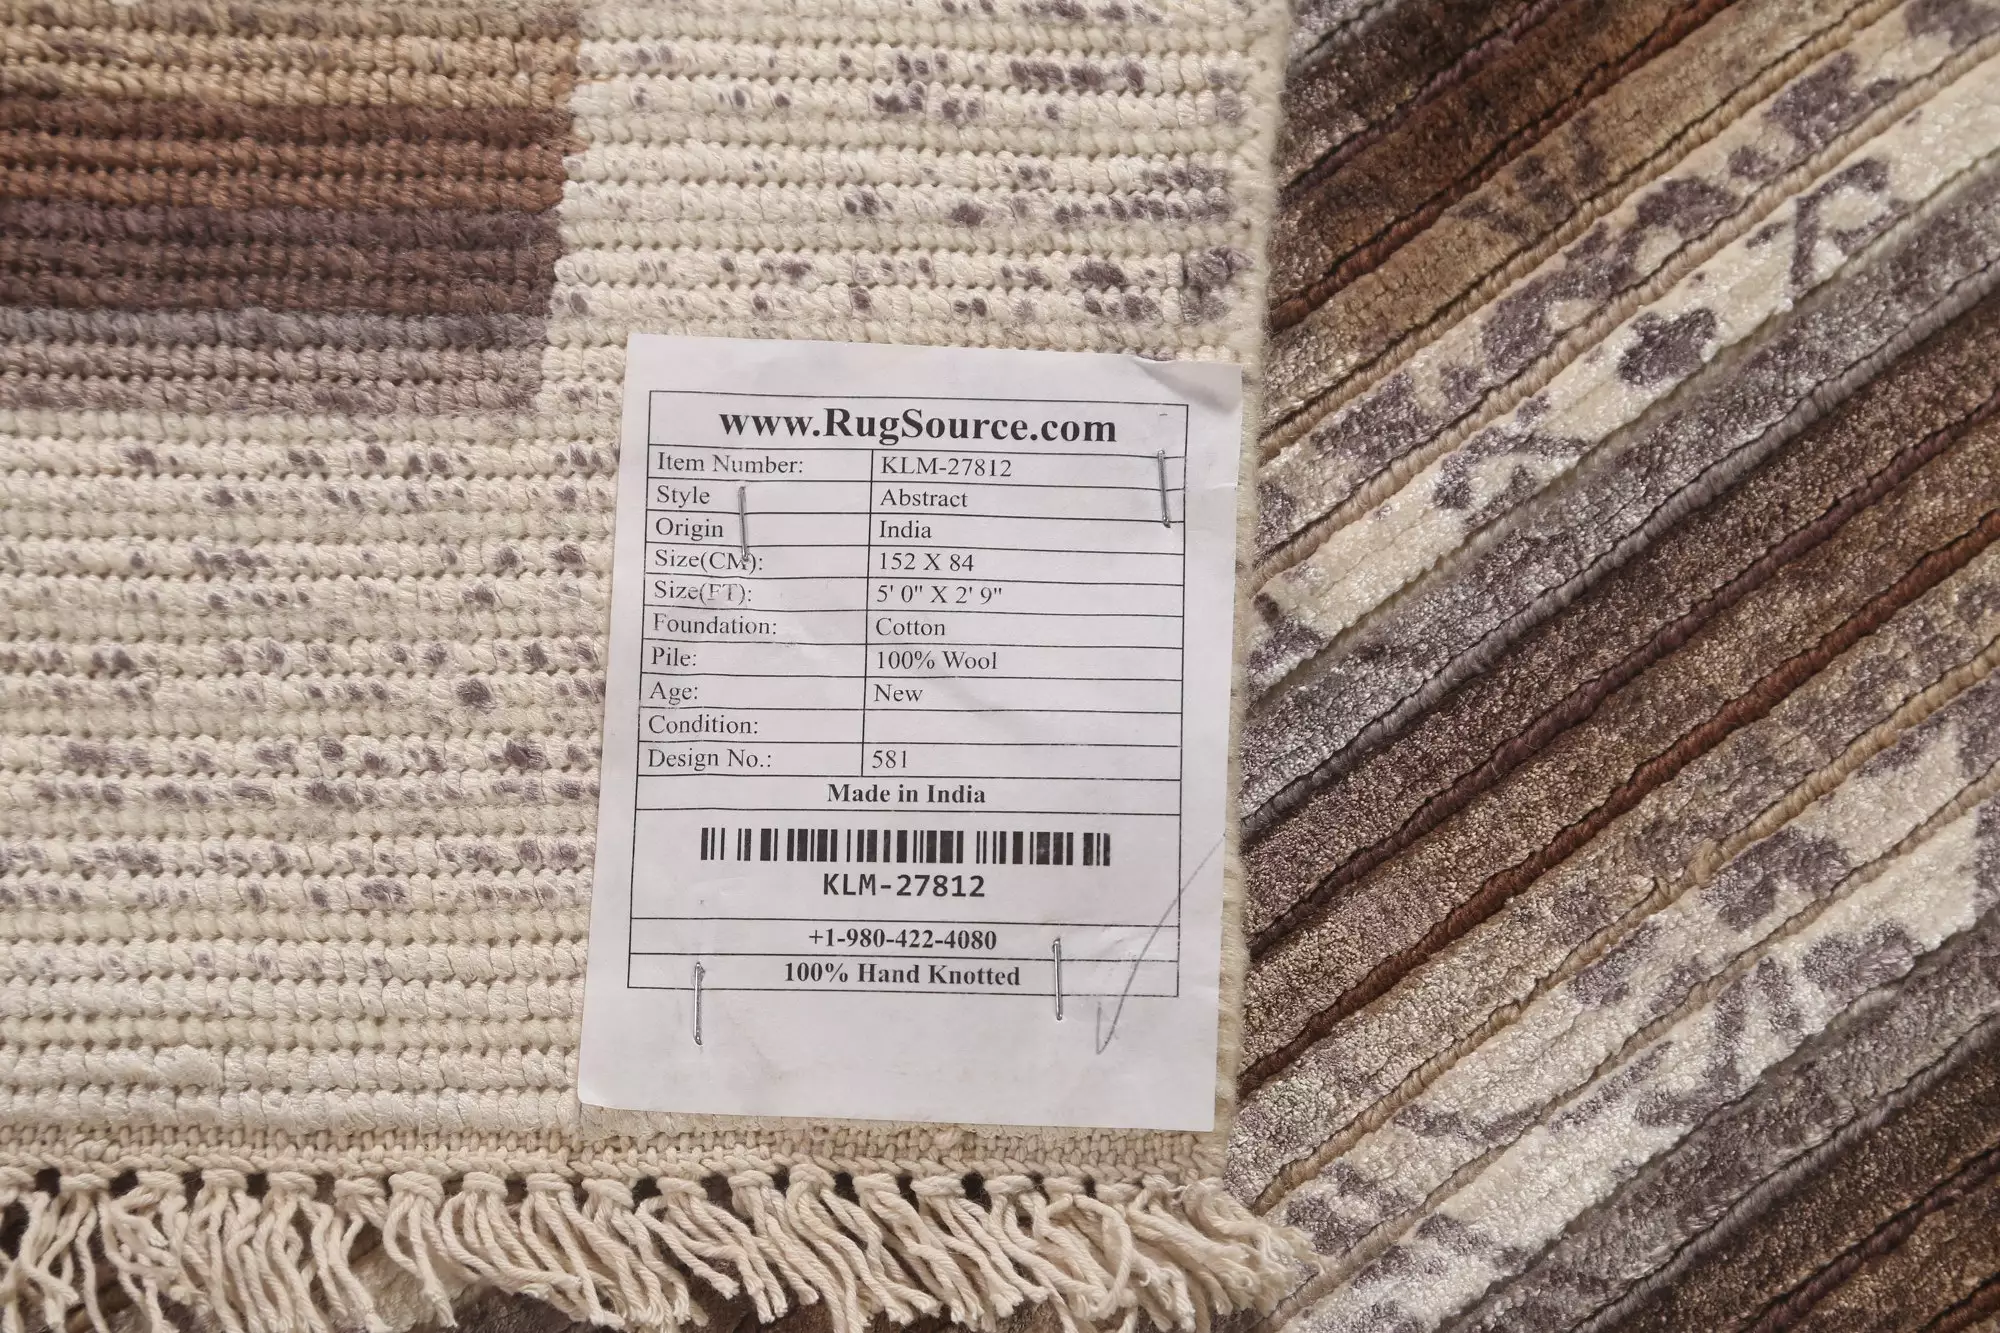 www.RugSource.com
Item Number: KLM-27812
Style Abstract
Origin India
Size(CM): 152 X 84
Size(FT): 5' 0" X 2' 9"
Foundation: Cotton
Pile: 100% Wool
Age: New
Condition:
Design No.: 581
Made in India
KLM-27812
+1-980-422-4080
100% Hand Knotted